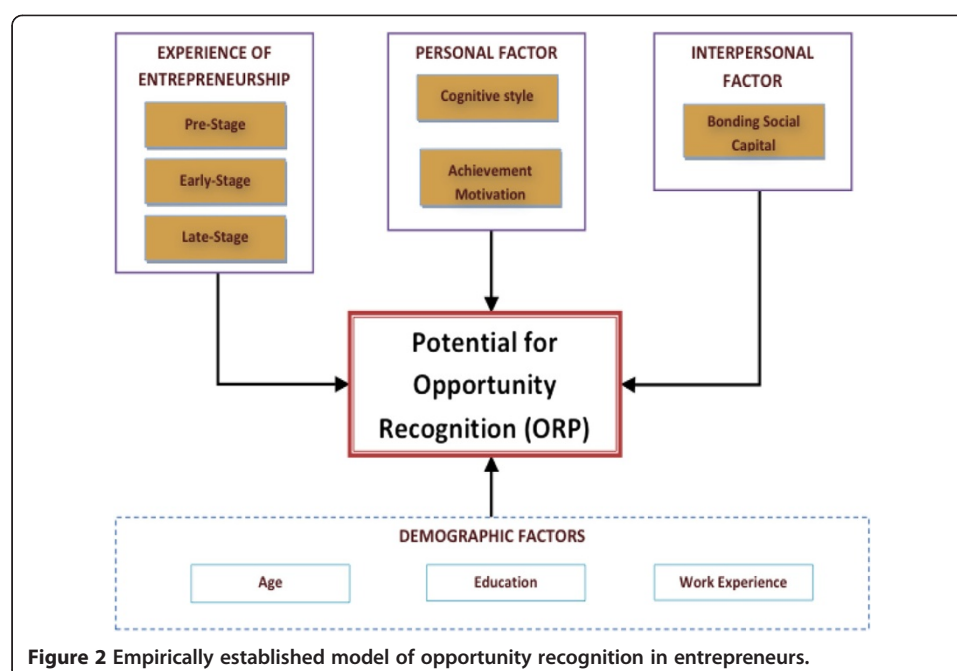 EXPERIENCE OF
ENTREPRENEURSHIP
Pre-Stage
Early-Stage
Late-Stage
PERSONAL FACTOR
Cognitive style
Achievement
Motivation
INTERPERSONAL
FACTOR
Bonding Social
Capital
Potential for
Opportunity
Recognition (ORP)
DEMOGRAPHIC FACTORS
Age
Education
Work Experience
Figure 2 Empirically established model of opportunity recognition in entrepreneurs.